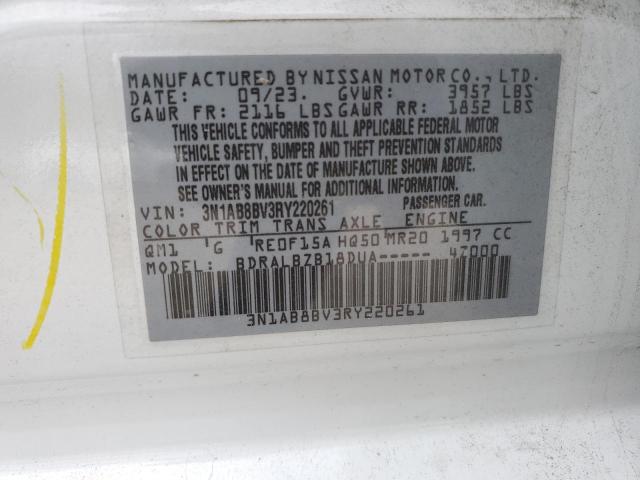 MANUFACTURED BY NISSAN MOTOR CO., LTD.
DATE: 09/23. GVWR: 3957 LBS
GAWR FR: 2116 LBS GAWR RR: 1852 LBS
THIS VEHICLE CONFORMS TO ALL APPLICABLE FEDERAL MOTOR
VEHICLE SAFETY, BUMPER AND THEFT PREVENTION STANDARDS
IN EFFECT ON THE DATE OF MANUFACTURE SHOWN ABOVE.
SEE OWNER'S MANUAL FOR ADDITIONAL INFORMATION.
VIN: 3N1AB8BV3RY220261 PASSENGER CAR.
COLOR TRIM TRANS AXLE ENGINE
QM1 'G RE0F15A HQ50 MR20 1997 CC
MODEL: BDRALBZB18DUA----- 4Z000
3N1AB8BV3RY220261